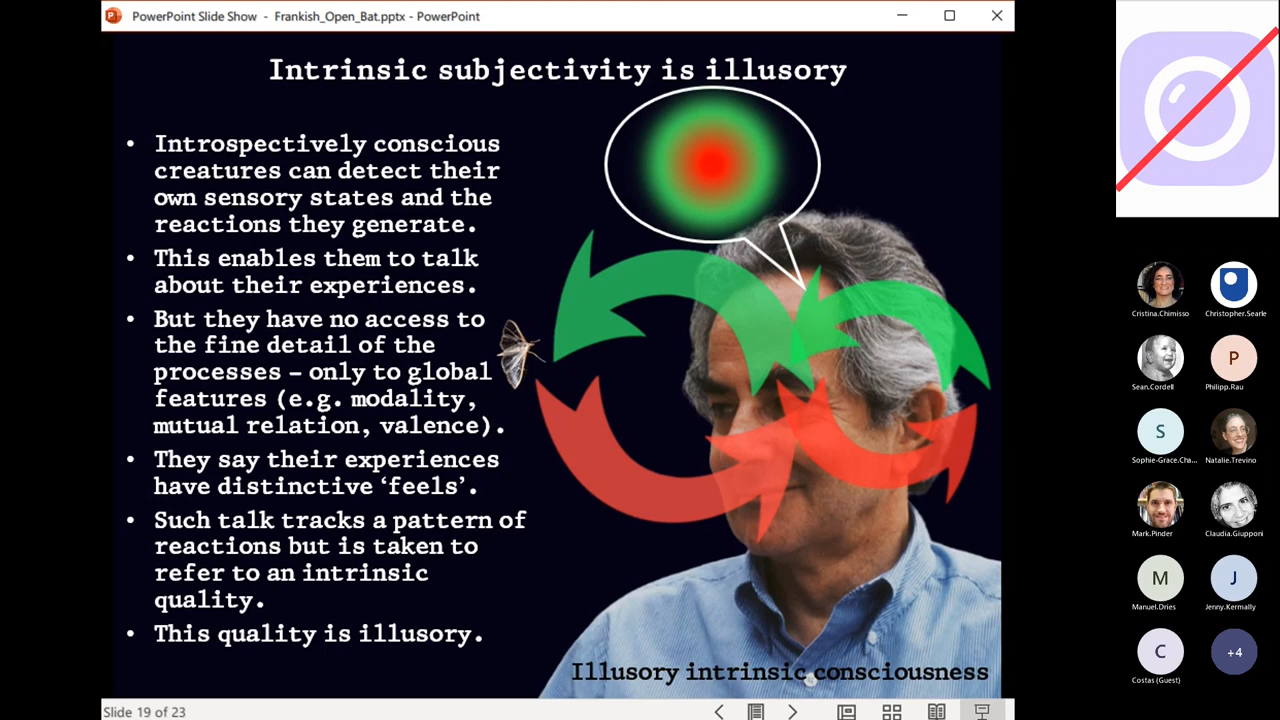 PowerPoint Slide Show - Frankish_Open_Bat.pptx - PowerPoint
Intrinsic subjectivity is illusory
• Introspectively conscious
creatures can detect their
own sensory states and the
reactions they generate.
• This enables them to talk
about their experiences.
• But they have no access to
the fine detail of the
processes – only to global
features (e.g. modality,
mutual relation, valence).
• They say their experiences
have distinctive ‘feels’.
• Such talk tracks a pattern of
reactions but is taken to
refer to an intrinsic
quality.
• This quality is illusory.
Illusory intrinsic consciousness
Slide 19 of 23
Cristina.Chimisso
Christopher.Searle
Sean.Cordell
P
Philipp.Rau
S
Sophie-Grace.Cha...
Natalie.Trevino
Mark.Pinder
Claudia.Giupponi
M
Manuel.Dries
J
Jenny.Kermally
C
Costas (Guest)
+4